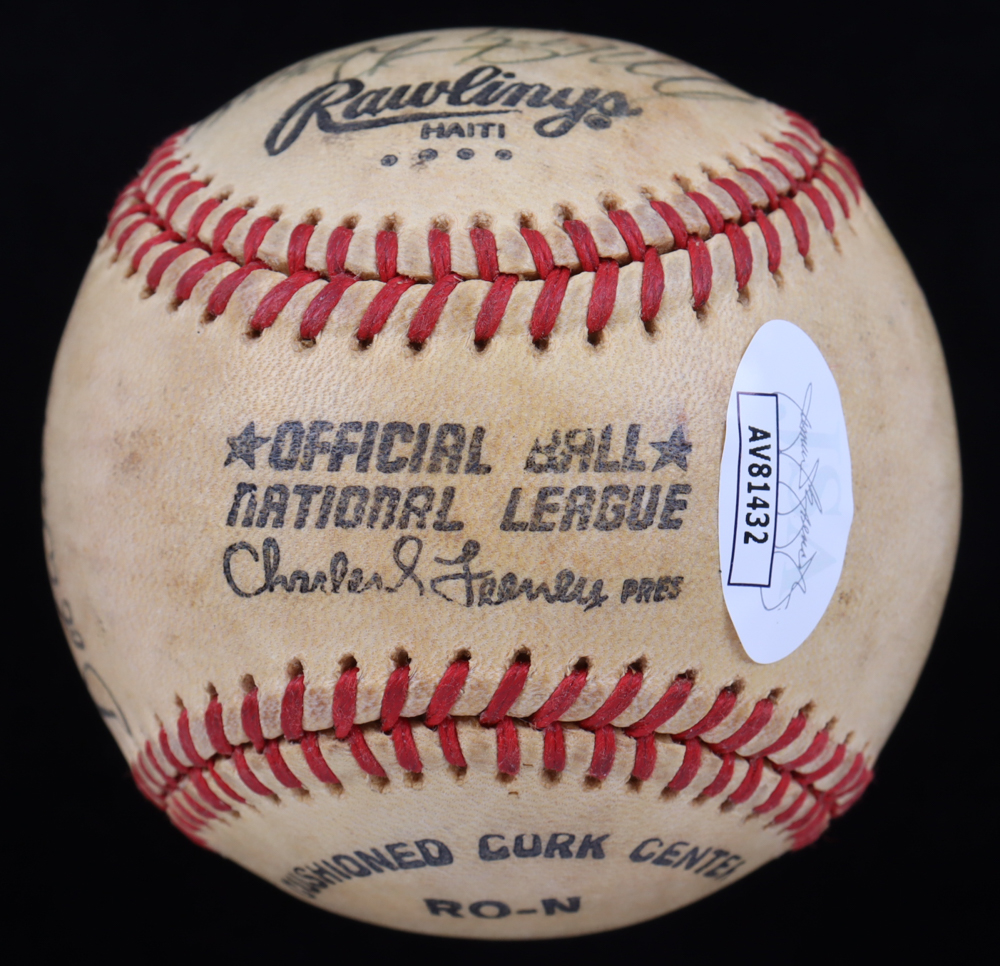 Rawlings
HAITI
★OFFICIAL BALL★
NATIONAL LEAGUE
Charles S. Feeney PRES
AV81432
CUSHIONED CORK CENTER
RO-N